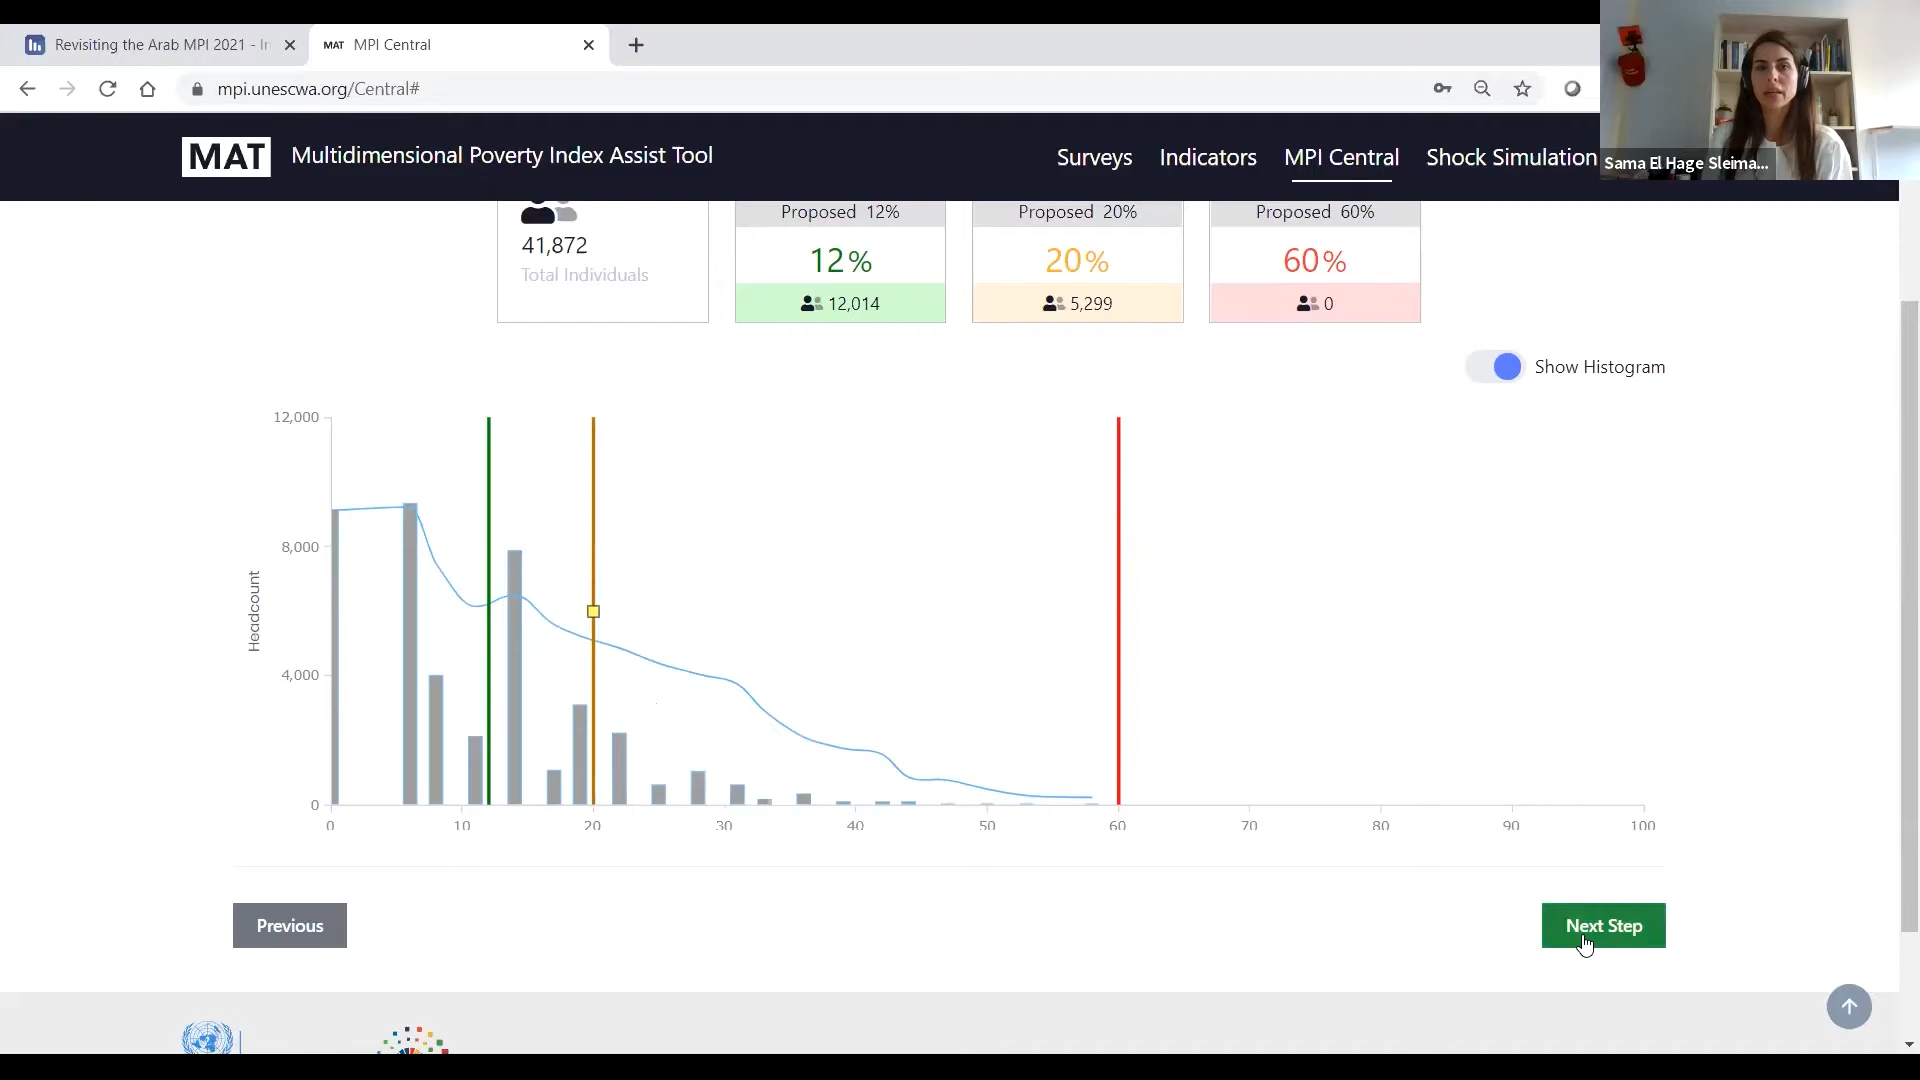 Revisiting the Arab MPI 2021 - In
MAT MPI Central
mpi.unescwa.org/Central#
MAT Multidimensional Poverty Index Assist Tool
Surveys Indicators MPI Central Shock Simulation
Sama El Hage Sleima...
41,872
Total Individuals
Proposed 12%
12%
12,014
Proposed 20%
20%
5,299
Proposed 60%
60%
0
Show Histogram
Headcount
12,000
8,000
4,000
0
0 10 20 30 40 50 60 70 80 90 100
Previous
Next Step